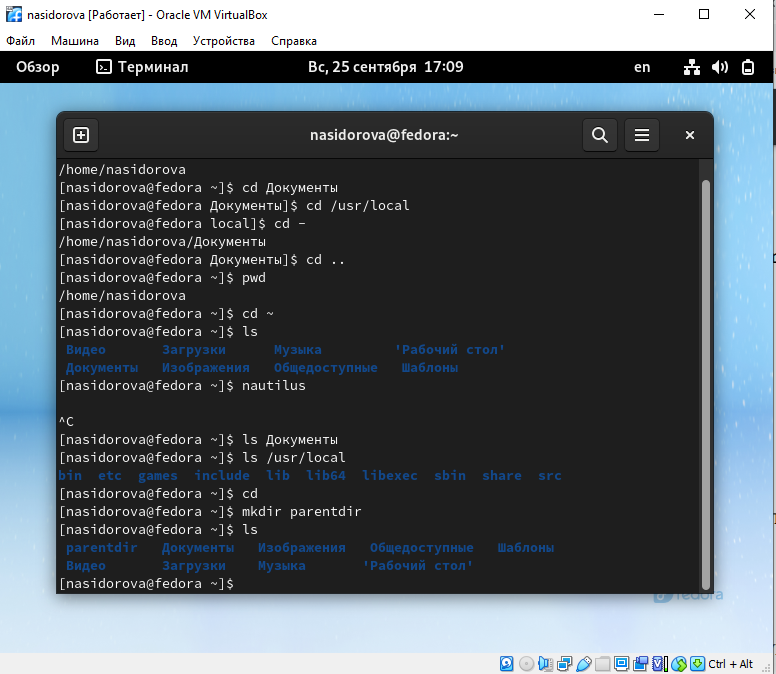 nasidorova [Работает] - Oracle VM VirtualBox
Файл Машина Вид Ввод Устройства Справка
Обзор Терминал Вс, 25 сентября 17:09 en
nasidorova@fedora:~
/home/nasidorova
[nasidorova@fedora ~]$ cd Документы
[nasidorova@fedora Документы]$ cd /usr/local
[nasidorova@fedora local]$ cd -
/home/nasidorova/Документы
[nasidorova@fedora Документы]$ cd ..
[nasidorova@fedora ~]$ pwd
/home/nasidorova
[nasidorova@fedora ~]$ cd ~
[nasidorova@fedora ~]$ ls
Видео Загрузки Музыка 'Рабочий стол'
Документы Изображения Общедоступные Шаблоны
[nasidorova@fedora ~]$ nautilus
^C
[nasidorova@fedora ~]$ ls Документы
[nasidorova@fedora ~]$ ls /usr/local
bin etc games include lib lib64 libexec sbin share src
[nasidorova@fedora ~]$ cd
[nasidorova@fedora ~]$ mkdir parentdir
[nasidorova@fedora ~]$ ls
parentdir Документы Изображения Общедоступные Шаблоны
Видео Загрузки Музыка 'Рабочий стол'
[nasidorova@fedora ~]$
fedora
Ctrl + Alt